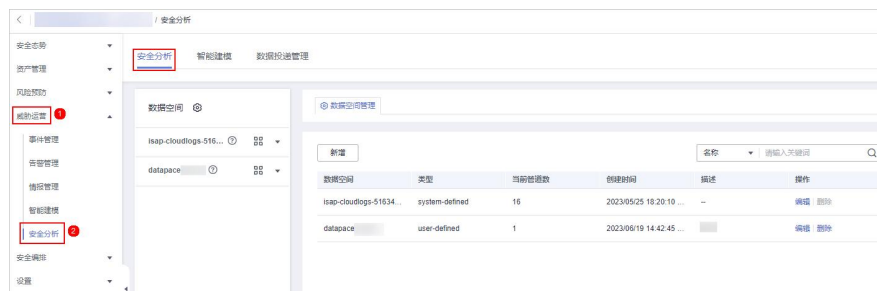 / 安全分析
安全态势
资产管理
风险预防
威胁运营 1
事件管理
告警管理
情报管理
智能建模
安全分析 2
安全编排
设置
安全分析 智能建模 数据投递管理
数据空间
isap-cloudlogs-516...
datapace
数据空间管理
新增 名称 请输入关键词
数据空间 类型 当前管道数 创建时间 描述 操作
isap-cloudlogs-51634... system-defined 16 2023/05/25 18:20:10 ... -- 编辑 删除
datapace user-defined 1 2023/06/19 14:42:45 ... 编辑 删除